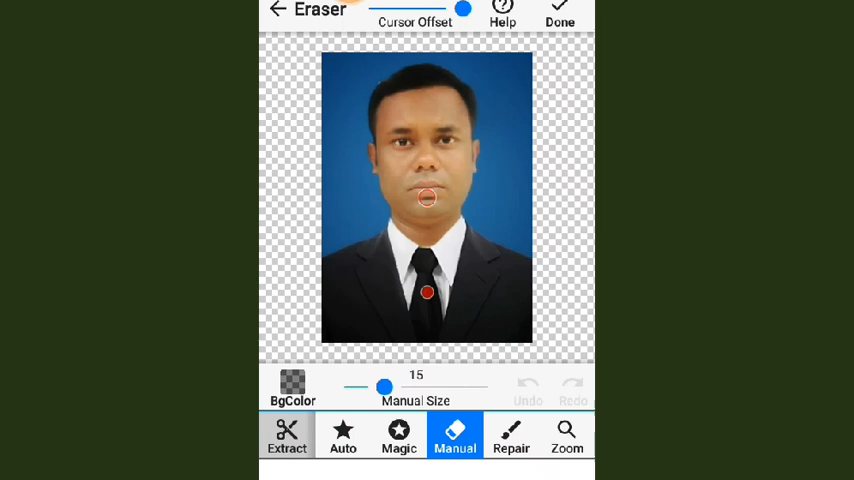 Eraser
Cursor Offset
Help
Done
15
BgColor
Manual Size
Undo
Redo
Extract
Auto
Magic
Manual
Repair
Zoom